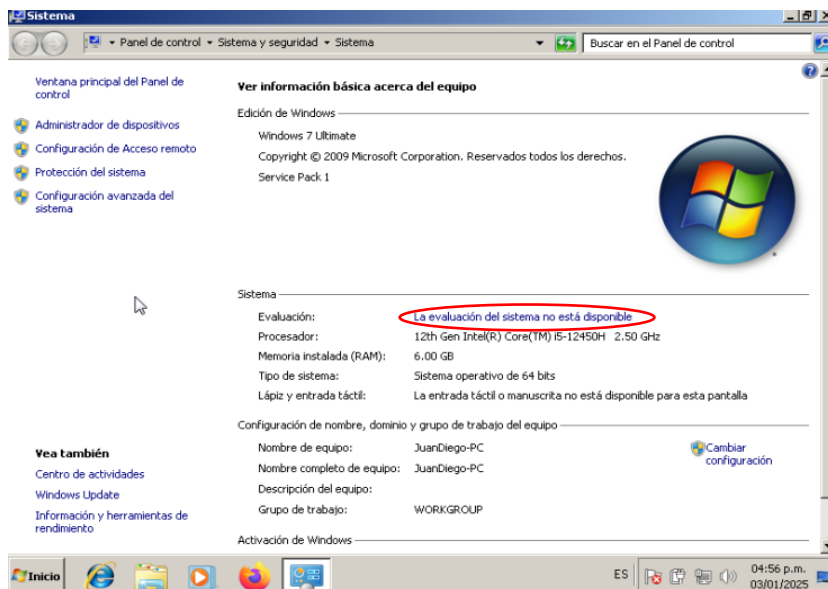 Sistema
Panel de control Sistema y seguridad Sistema
Buscar en el Panel de control
Ventana principal del Panel de
control
Administrador de dispositivos
Configuración de Acceso remoto
Protección del sistema
Configuración avanzada del
sistema
Ver información básica acerca del equipo
Edición de Windows
Windows 7 Ultimate
Copyright © 2009 Microsoft Corporation. Reservados todos los derechos.
Service Pack 1
Sistema
Evaluación: La evaluación del sistema no está disponible
Procesador: 12th Gen Intel(R) Core(TM) i5-12450H 2.50 GHz
Memoria instalada (RAM): 6.00 GB
Tipo de sistema: Sistema operativo de 64 bits
Lápiz y entrada táctil: La entrada táctil o manuscrita no está disponible para esta pantalla
Configuración de nombre, dominio y grupo de trabajo del equipo
Nombre de equipo: JuanDiego-PC
Cambiar
configuración
Nombre completo de equipo: JuanDiego-PC
Descripción del equipo:
Grupo de trabajo: WORKGROUP
Activación de Windows
Vea también
Centro de actividades
Windows Update
Información y herramientas de
rendimiento
Inicio
ES
04:56 p.m.
03/01/2025